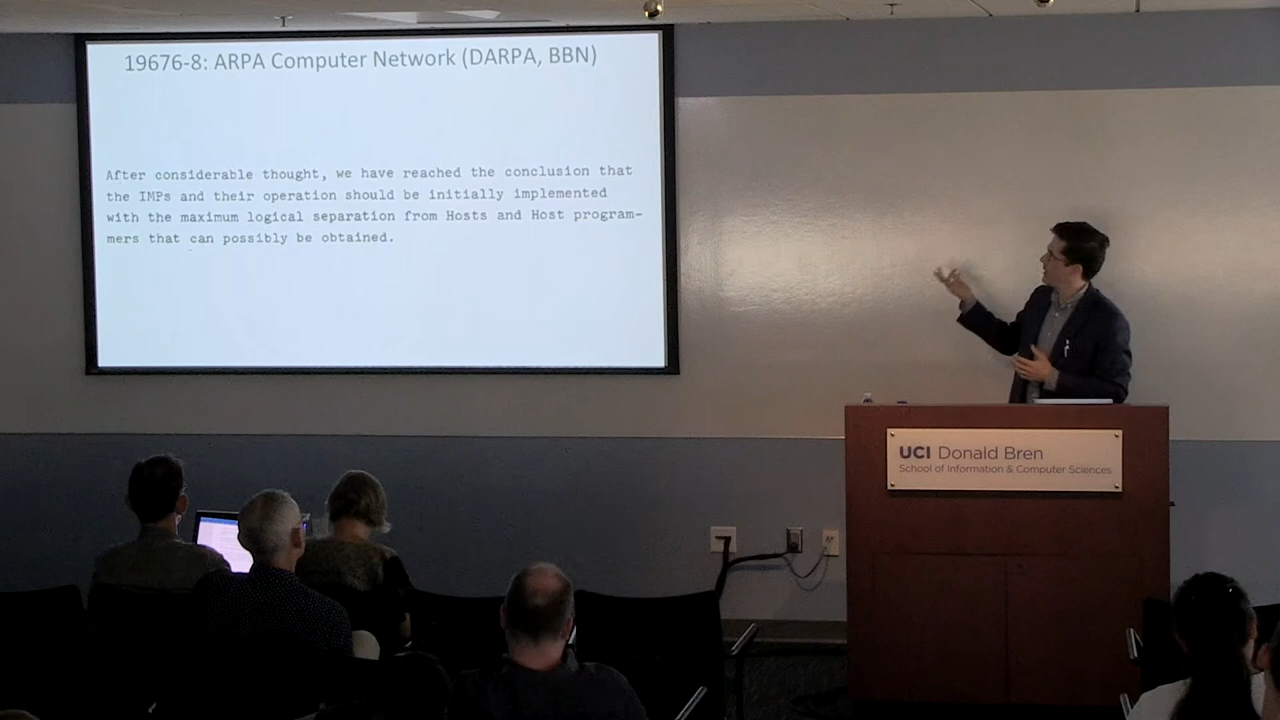 19676-8: ARPA Computer Network (DARPA, BBN)
After considerable thought, we have reached the conclusion that
the IMPs and their operation should be initially implemented
with the maximum logical separation from Hosts and Host program-
mers that can possibly be obtained.
UCI Donald Bren
School of Information & Computer Sciences